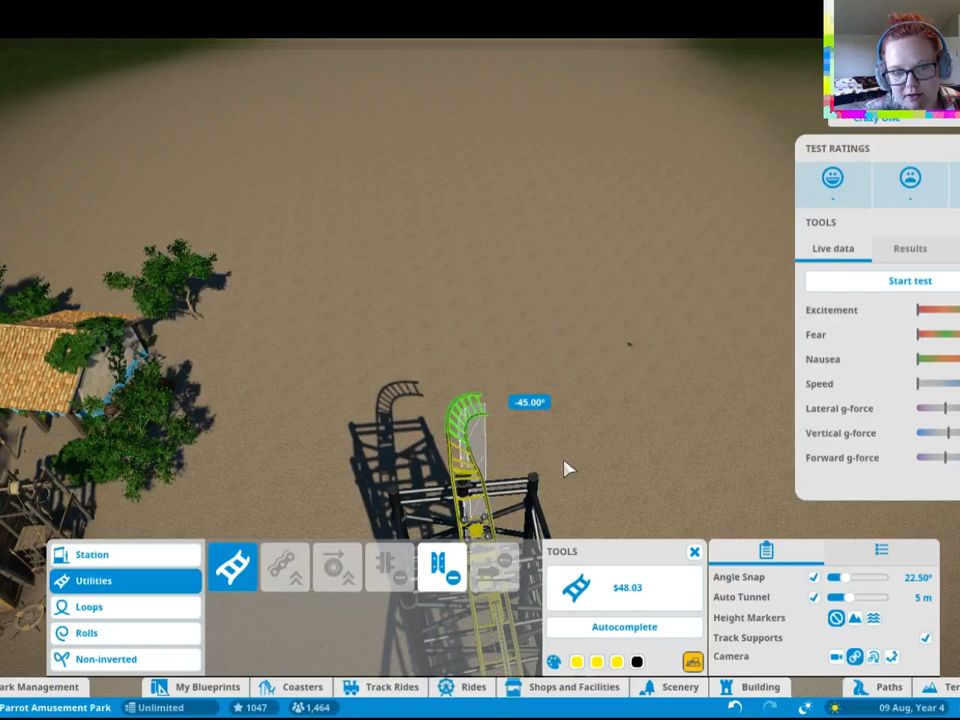 Crazy One
TEST RATINGS
TOOLS
Live data
Results
Start test
Excitement
Fear
Nausea
Speed
Lateral g-force
Vertical g-force
Forward g-force
-45.00°
Station
Utilities
Loops
Rolls
Non-inverted
TOOLS
$48.03
Autocomplete
Angle Snap
22.50°
Auto Tunnel
5 m
Height Markers
Track Supports
Camera
ark Management
My Blueprints
Coasters
Track Rides
Rides
Shops and Facilities
Scenery
Building
Paths
Ter
Parrot Amusement Park
Unlimited
1047
1,464
09 Aug, Year 4